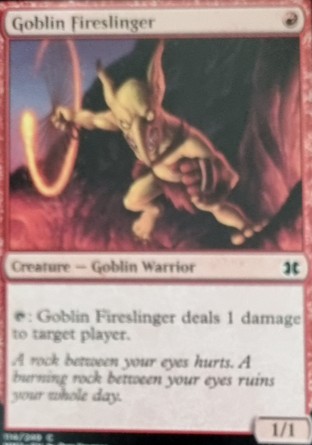 Goblin Fireslinger
Creature — Goblin Warrior
: Goblin Fireslinger deals 1 damage
to target player.
A rock between your eyes hurts. A
burning rock between your eyes ruins
your whole day.
/249 C
1/1